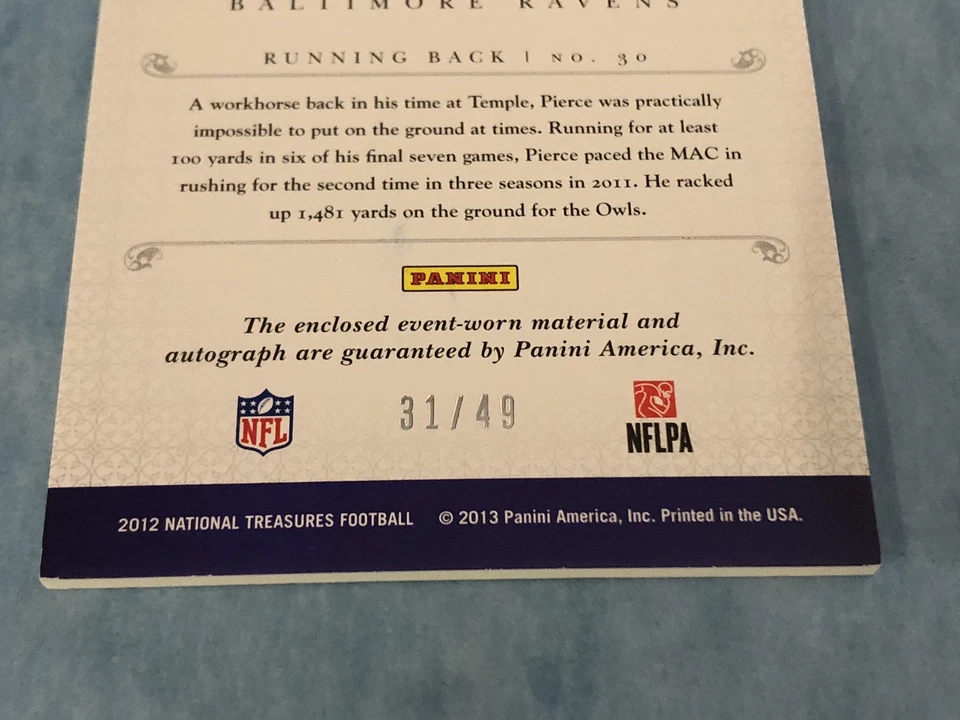 BALTIMORE RAVENS
RUNNING BACK | NO. 30
A workhorse back in his time at Temple, Pierce was practically
impossible to put on the ground at times. Running for at least
100 yards in six of his final seven games, Pierce paced the MAC in
rushing for the second time in three seasons in 2011. He racked
up 1,481 yards on the ground for the Owls.
PANINI
The enclosed event-worn material and
autograph are guaranteed by Panini America, Inc.
NFL
31/49
NFLPA
2012 NATIONAL TREASURES FOOTBALL © 2013 Panini America, Inc. Printed in the USA.